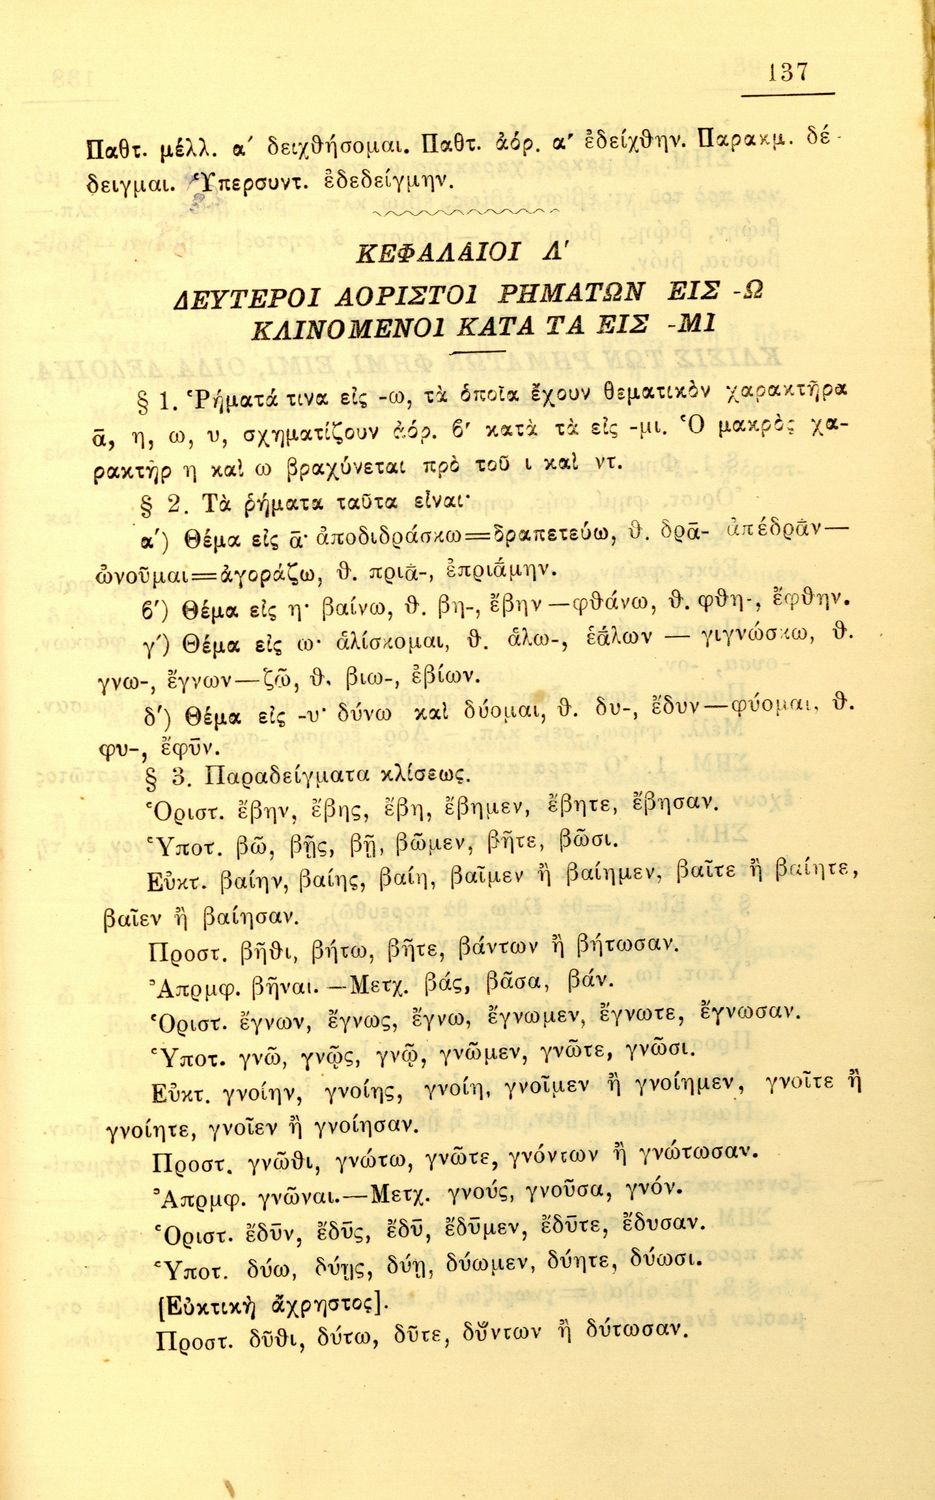 137
Παθτ. μέλλ. α΄ δειχθήσομαι. Παθτ. ἀόρ. α΄ ἐδείχθην. Παρακμ. δέ-
δειγμαι. Ὑπερσυντ. ἐδεδείγμην.
ΚΕΦΑΛΑΙΟΙ Δ΄
ΔΕΥΤΕΡΟΙ ΑΟΡΙΣΤΟΙ ΡΗΜΑΤΩΝ ΕΙΣ -Ω
ΚΛΙΝΟΜΕΝΟΙ ΚΑΤΑ ΤΑ ΕΙΣ -ΜΙ
§ 1. Ῥήματά τινα εἰς -ω, τὰ ὁποῖα ἔχουν θεματικὸν χαρακτῆρα
ᾱ, η, ω, υ, σχηματίζουν ἀόρ. β΄ κατὰ τὰ εἰς -μι. Ὁ μακρὸς χα-
ρακτὴρ η καὶ ω βραχύνεται πρὸ τοῦ ι καὶ ντ.
§ 2. Τὰ ῥήματα ταῦτα εἶναι·
α΄) Θέμα εἰς ᾱ· ἀποδιδράσκω=δραπετεύω, θ. δρᾱ- ἀπέδρᾱν—
ὠνοῦμαι=ἀγοράζω, θ. πριᾱ-, ἐπριάμην.
β΄) Θέμα εἰς η· βαίνω, θ. βη-, ἔβην—φθάνω, θ. φθη-, ἔφθην.
γ΄) Θέμα εἰς ω· ἁλίσκομαι, θ. ἁλω-, ἑάλων — γιγνώσκω, θ.
γνω-, ἔγνων—ζῶ, θ. βιω-, ἐβίων.
δ΄) Θέμα εἰς -υ· δύνω καὶ δύομαι, θ. δυ-, ἔδυν—φύομαι, θ.
φυ-, ἔφῡν.
§ 3. Παραδείγματα κλίσεως.
Ὁριστ. ἔβην, ἔβης, ἔβη, ἔβημεν, ἔβητε, ἔβησαν.
Ὑποτ. βῶ, βῇς, βῇ, βῶμεν, βῆτε, βῶσι.
Εὐκτ. βαίην, βαίης, βαίη, βαῖμεν ἢ βαίημεν, βαῖτε ἢ βαίητε,
βαῖεν ἢ βαίησαν.
Προστ. βῆθι, βήτω, βῆτε, βάντων ἢ βήτωσαν.
Ἀπρμφ. βῆναι. —Μετχ. βάς, βᾶσα, βάν.
Ὁριστ. ἔγνων, ἔγνως, ἔγνω, ἔγνωμεν, ἔγνωτε, ἔγνωσαν.
Ὑποτ. γνῶ, γνῷς, γνῷ, γνῶμεν, γνῶτε, γνῶσι.
Εὐκτ. γνοίην, γνοίης, γνοίη, γνοῖμεν ἢ γνοίημεν, γνοῖτε ἢ
γνοίητε, γνοῖεν ἢ γνοίησαν.
Προστ. γνῶθι, γνώτω, γνῶτε, γνόντων ἢ γνώτωσαν.
Ἀπρμφ. γνῶναι.—Μετχ. γνούς, γνοῦσα, γνόν.
Ὁριστ. ἔδῡν, ἔδῡς, ἔδῡ, ἔδῡμεν, ἔδῡτε, ἔδυσαν.
Ὑποτ. δύω, δύῃς, δύῃ, δύωμεν, δύητε, δύωσι.
[Εὐκτικὴ ἄχρηστος].
Προστ. δῦθι, δύτω, δῦτε, δύντων ἢ δύτωσαν.